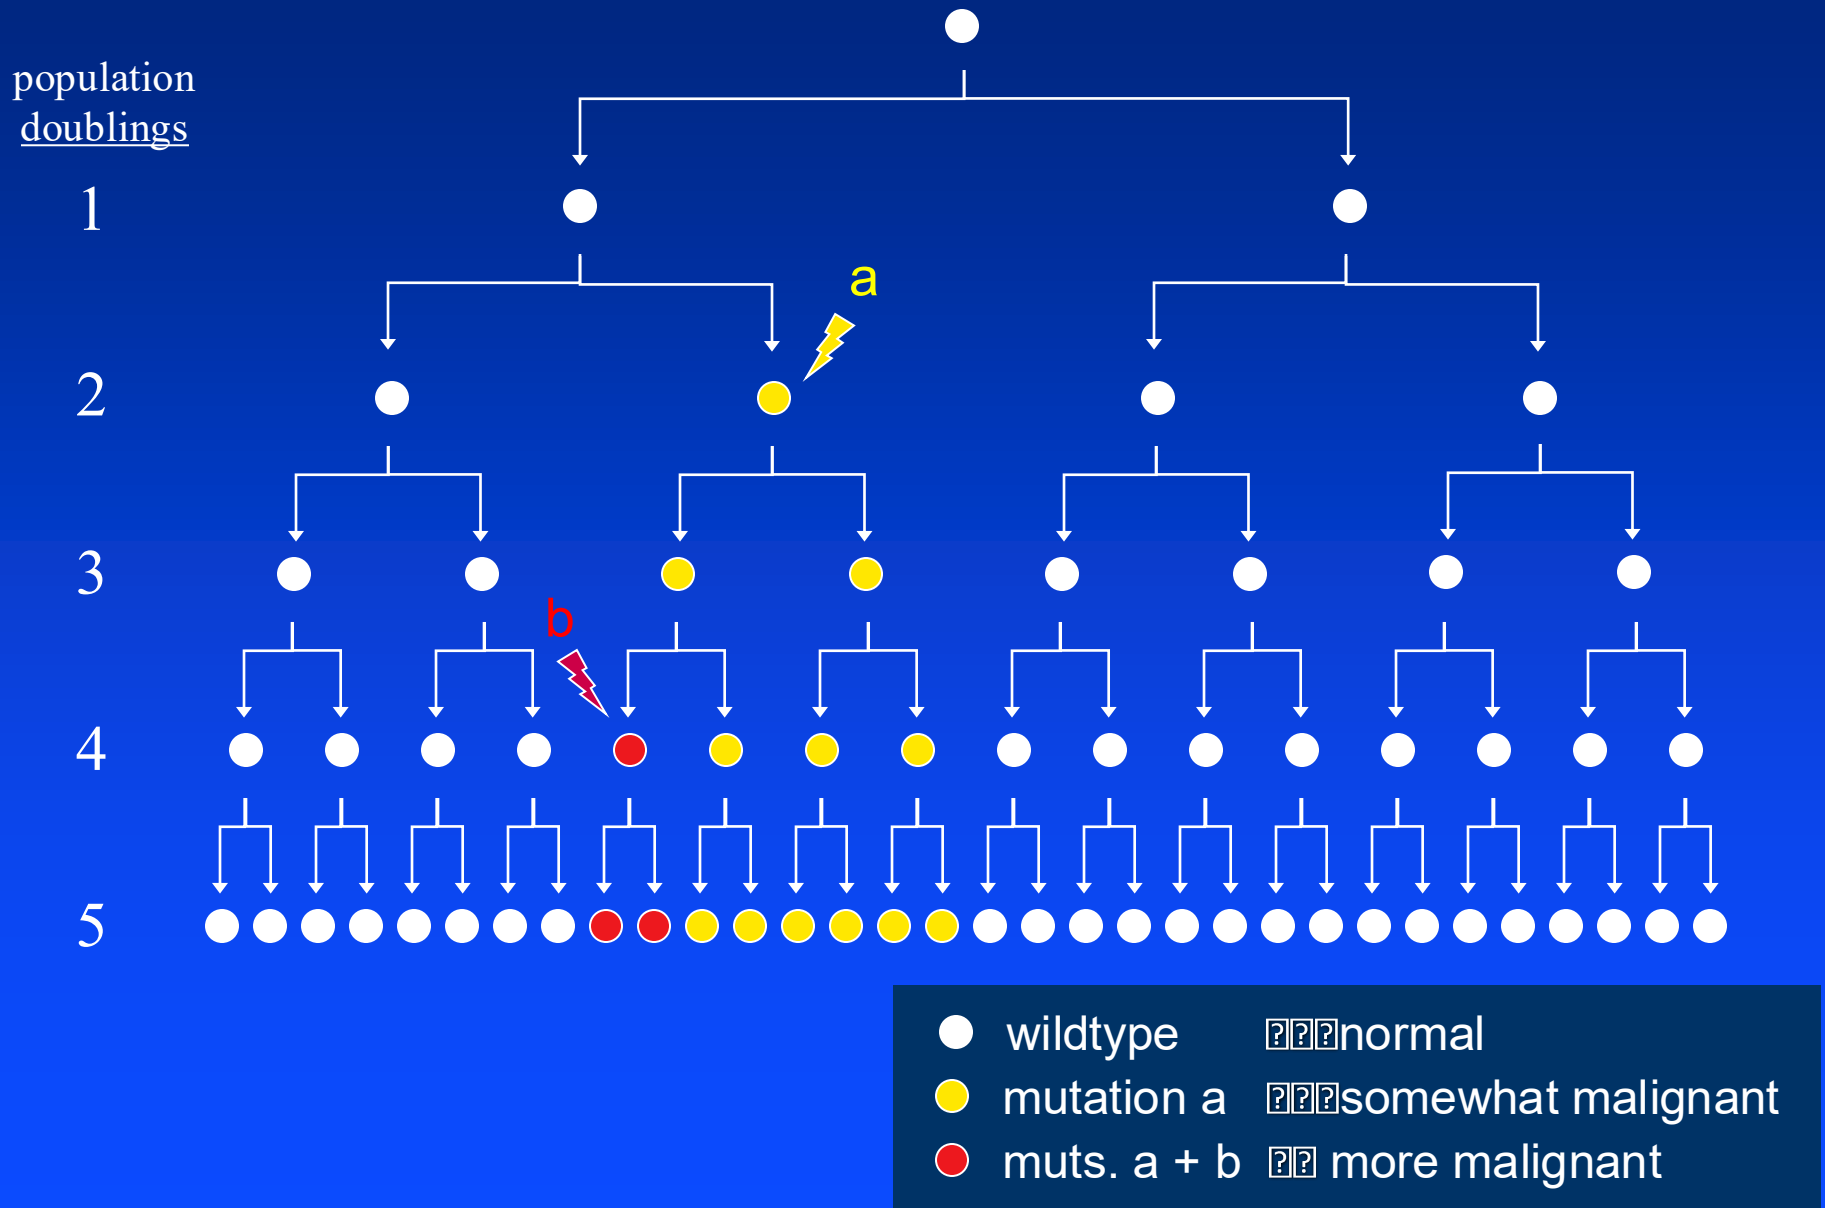 population
doublings
1
a
2
3
b
4
5
wildtype normal
mutation a somewhat malignant
muts. a + b more malignant